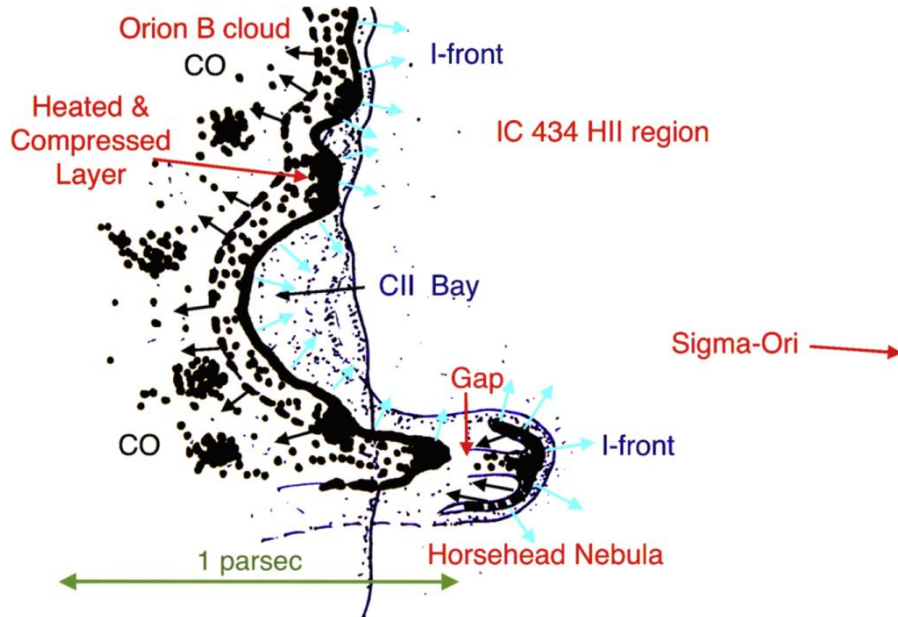 Orion B cloud
CO
I-front
Heated &
Compressed
Layer
IC 434 HII region
CII Bay
Sigma-Ori
Gap
CO
I-front
Horsehead Nebula
1 parsec